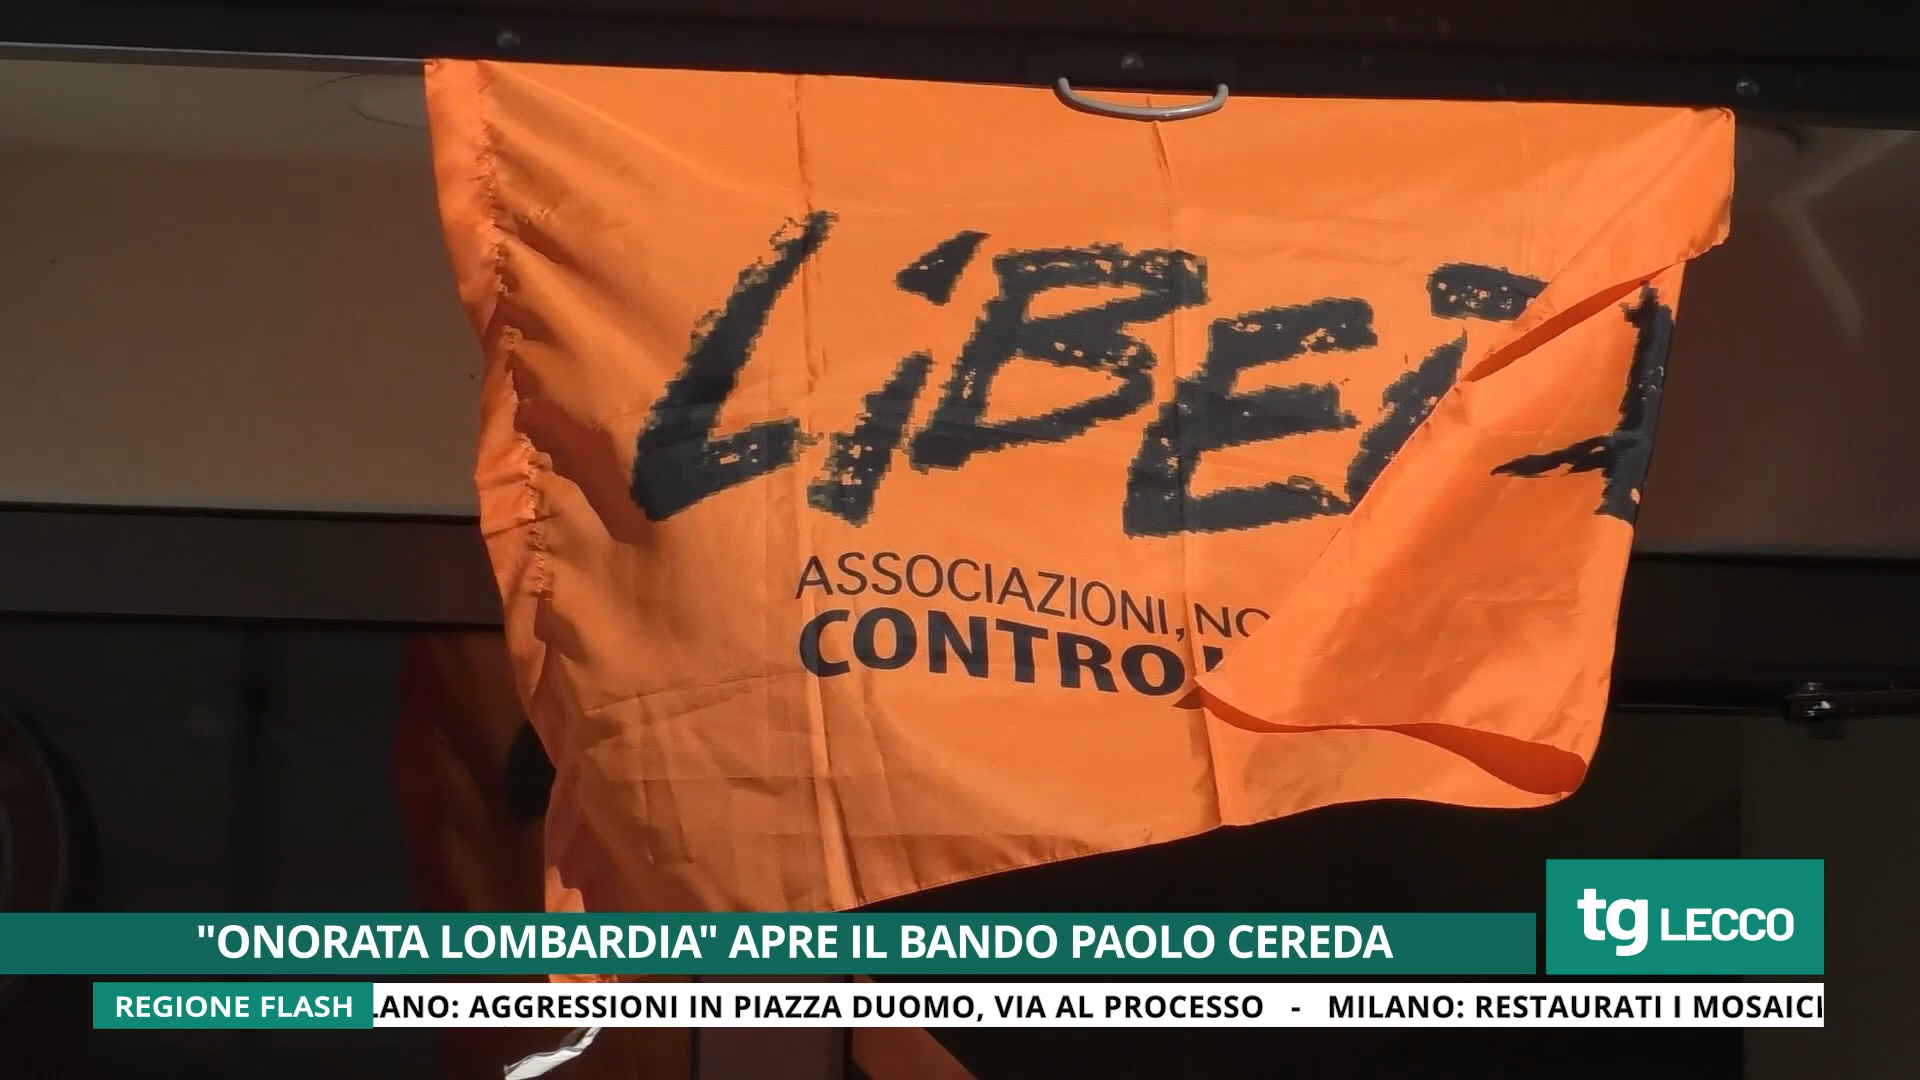 LiBE
ASSOCIAZIONI, NO
CONTRO
"ONORATA LOMBARDIA" APRE IL BANDO PAOLO CEREDA
tg LECCO
REGIONE FLASH
LANO: AGGRESSIONI IN PIAZZA DUOMO, VIA AL PROCESSO - MILANO: RESTAURATI I MOSAICI